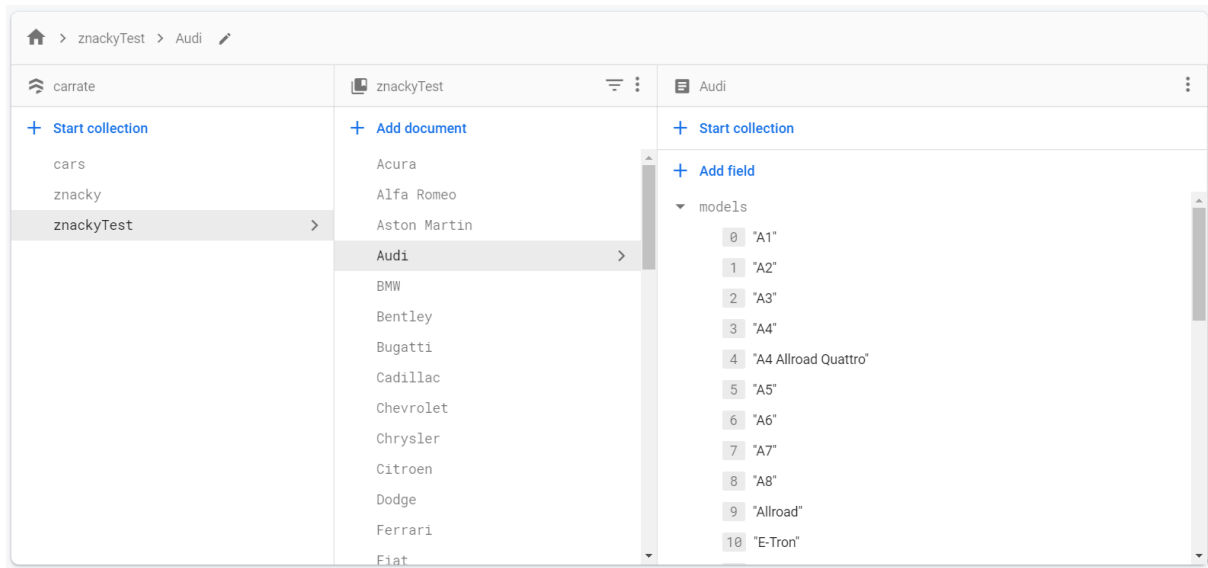 znackyTest > Audi
carrate
Start collection
cars
znacky
znackyTest
znackyTest
Add document
Acura
Alfa Romeo
Aston Martin
Audi
BMW
Bentley
Bugatti
Cadillac
Chevrolet
Chrysler
Citroen
Dodge
Ferrari
Fiat
Audi
Start collection
Add field
models
0 "A1"
1 "A2"
2 "A3"
3 "A4"
4 "A4 Allroad Quattro"
5 "A5"
6 "A6"
7 "A7"
8 "A8"
9 "Allroad"
10 "E-Tron"